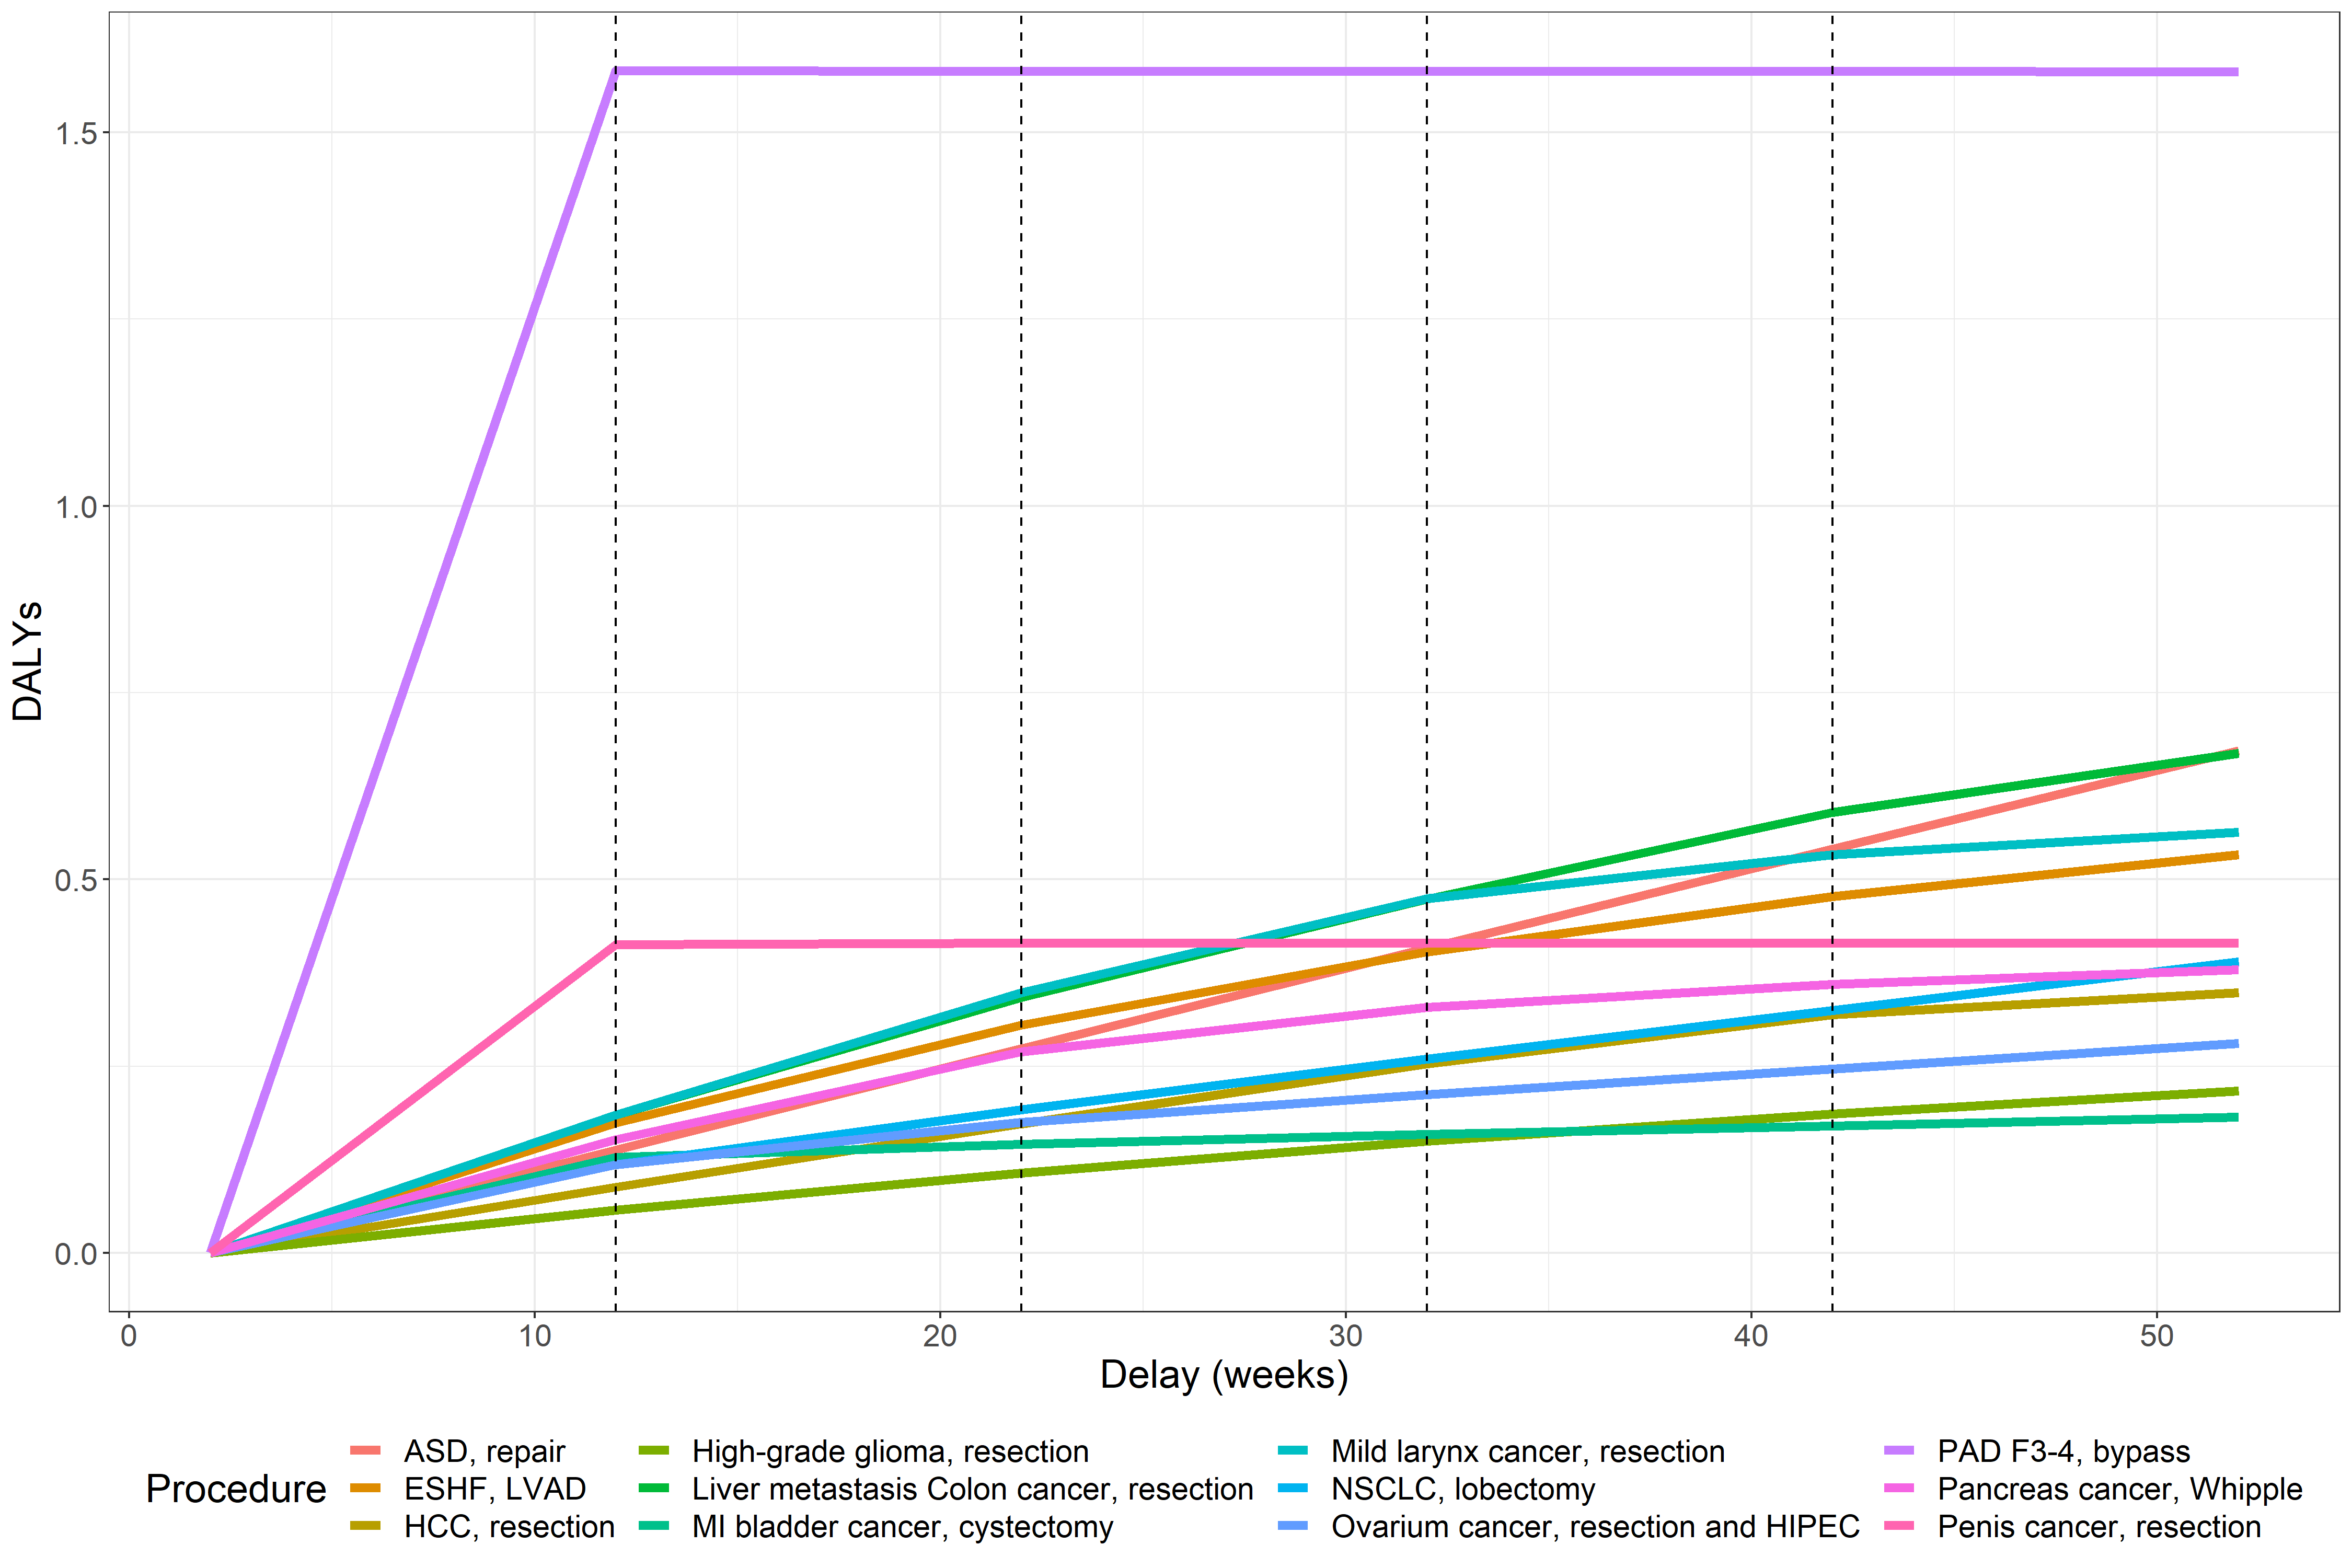 1.5
1.0
0.5
0.0
DALYs
0 10 20 30 40 50
Delay (weeks)
Procedure
ASD, repair
ESHF, LVAD
HCC, resection
High-grade glioma, resection
Liver metastasis Colon cancer, resection
MI bladder cancer, cystectomy
Mild larynx cancer, resection
NSCLC, lobectomy
Ovarium cancer, resection and HIPEC
PAD F3-4, bypass
Pancreas cancer, Whipple
Penis cancer, resection